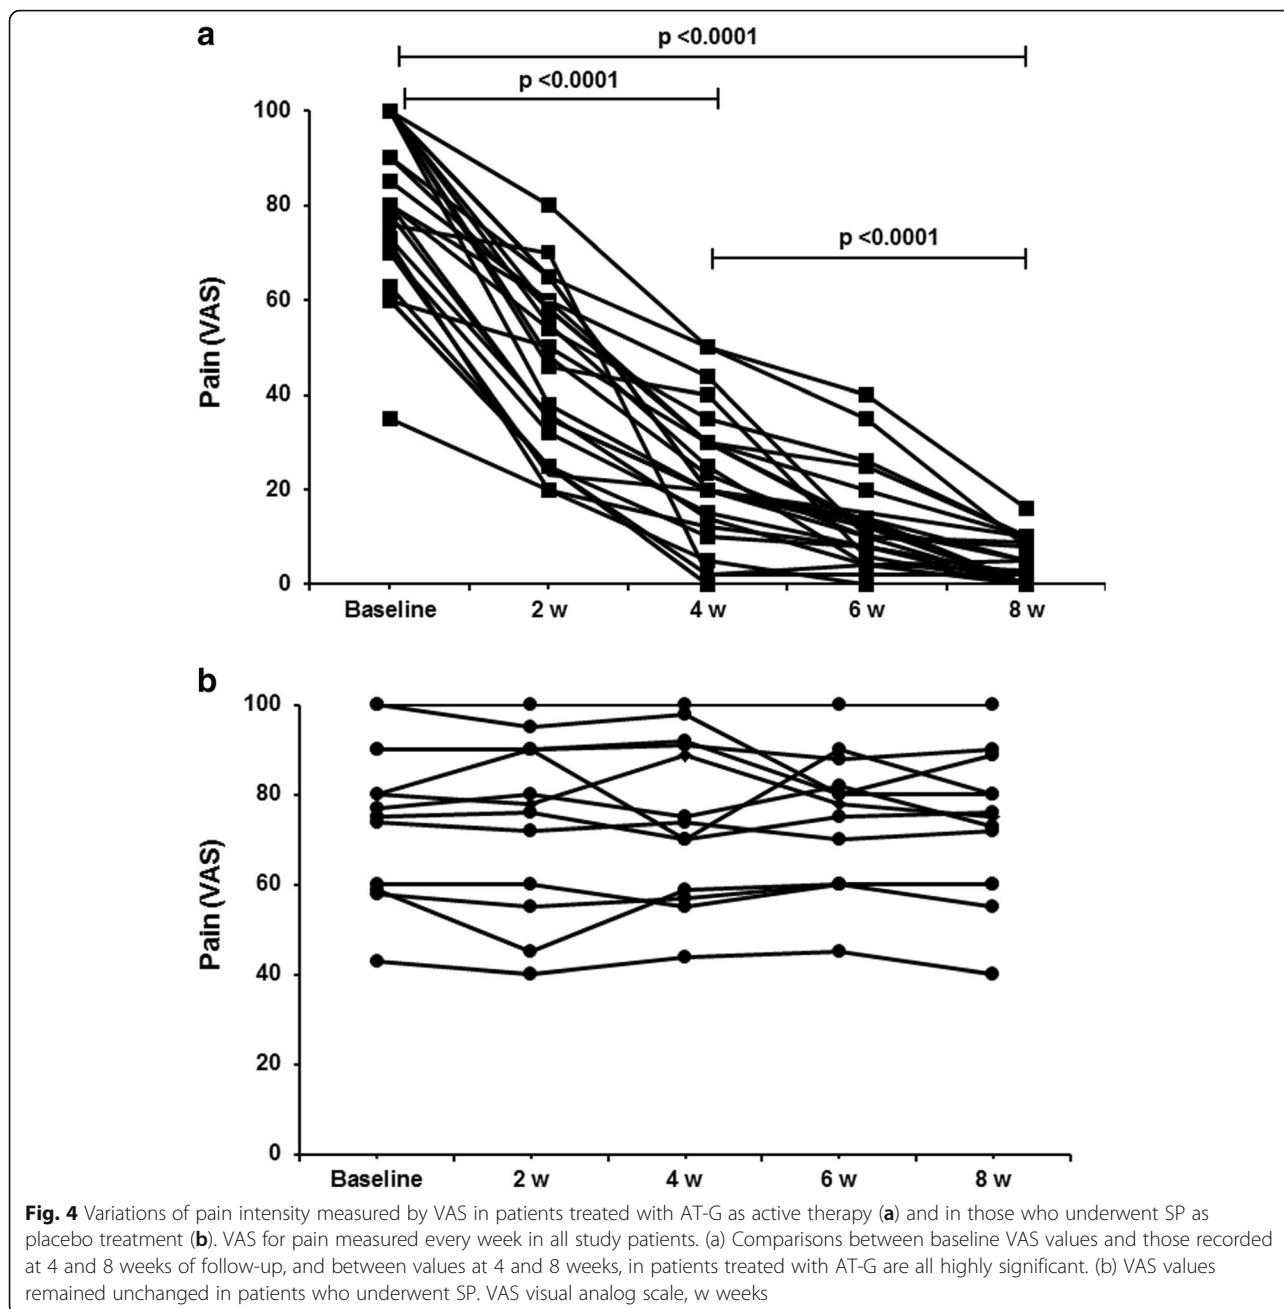 a
p <0.0001
p <0.0001
100
80
p <0.0001
60
Pain (VAS)
40
20
0
Baseline 2 w 4 w 6 w 8 w
b
100
80
60
Pain (VAS)
40
20
0
Baseline 2 w 4 w 6 w 8 w
Fig. 4 Variations of pain intensity measured by VAS in patients treated with AT-G as active therapy (a) and in those who underwent SP as
placebo treatment (b). VAS for pain measured every week in all study patients. (a) Comparisons between baseline VAS values and those recorded
at 4 and 8 weeks of follow-up, and between values at 4 and 8 weeks, in patients treated with AT-G are all highly significant. (b) VAS values
remained unchanged in patients who underwent SP. VAS visual analog scale, w weeks